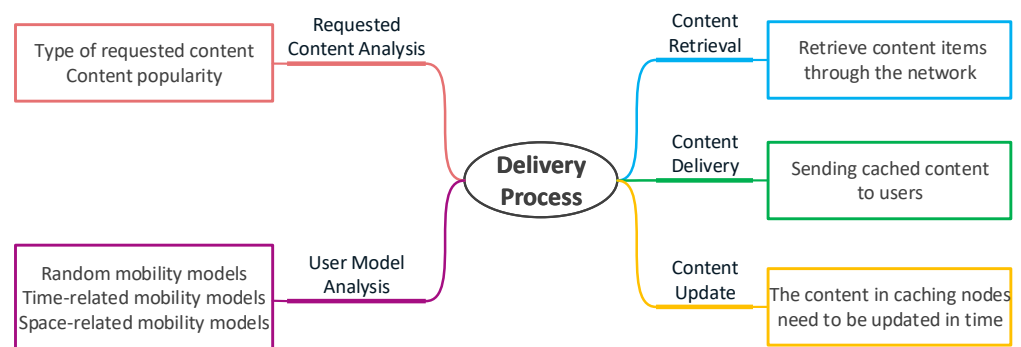 Requested
Content Analysis
Type of requested content
Content popularity
User Model
Analysis
Random mobility models
Time-related mobility models
Space-related mobility models
Delivery
Process
Content
Retrieval
Retrieve content items
through the network
Content
Delivery
Sending cached content
to users
Content
Update
The content in caching nodes
need to be updated in time